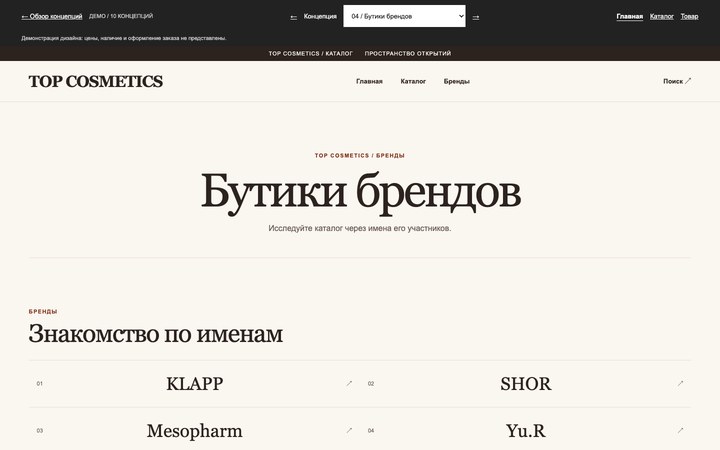 ← Обзор концепций ДЕМО / 10 КОНЦЕПЦИЙ ← Концепция 04 / Бутики брендов → Главная Каталог Товар
Демонстрация дизайна: цены, наличие и оформление заказа не представлены.
TOP COSMETICS / КАТАЛОГ ПРОСТРАНСТВО ОТКРЫТИЙ
TOP COSMETICS Главная Каталог Бренды Поиск ↗
TOP COSMETICS / БРЕНДЫ
Бутики брендов
Исследуйте каталог через имена его участников.
БРЕНДЫ
Знакомство по именам
01 KLAPP ↗ 02 SHOR ↗
03 Mesopharm ↗ 04 Yu.R ↗